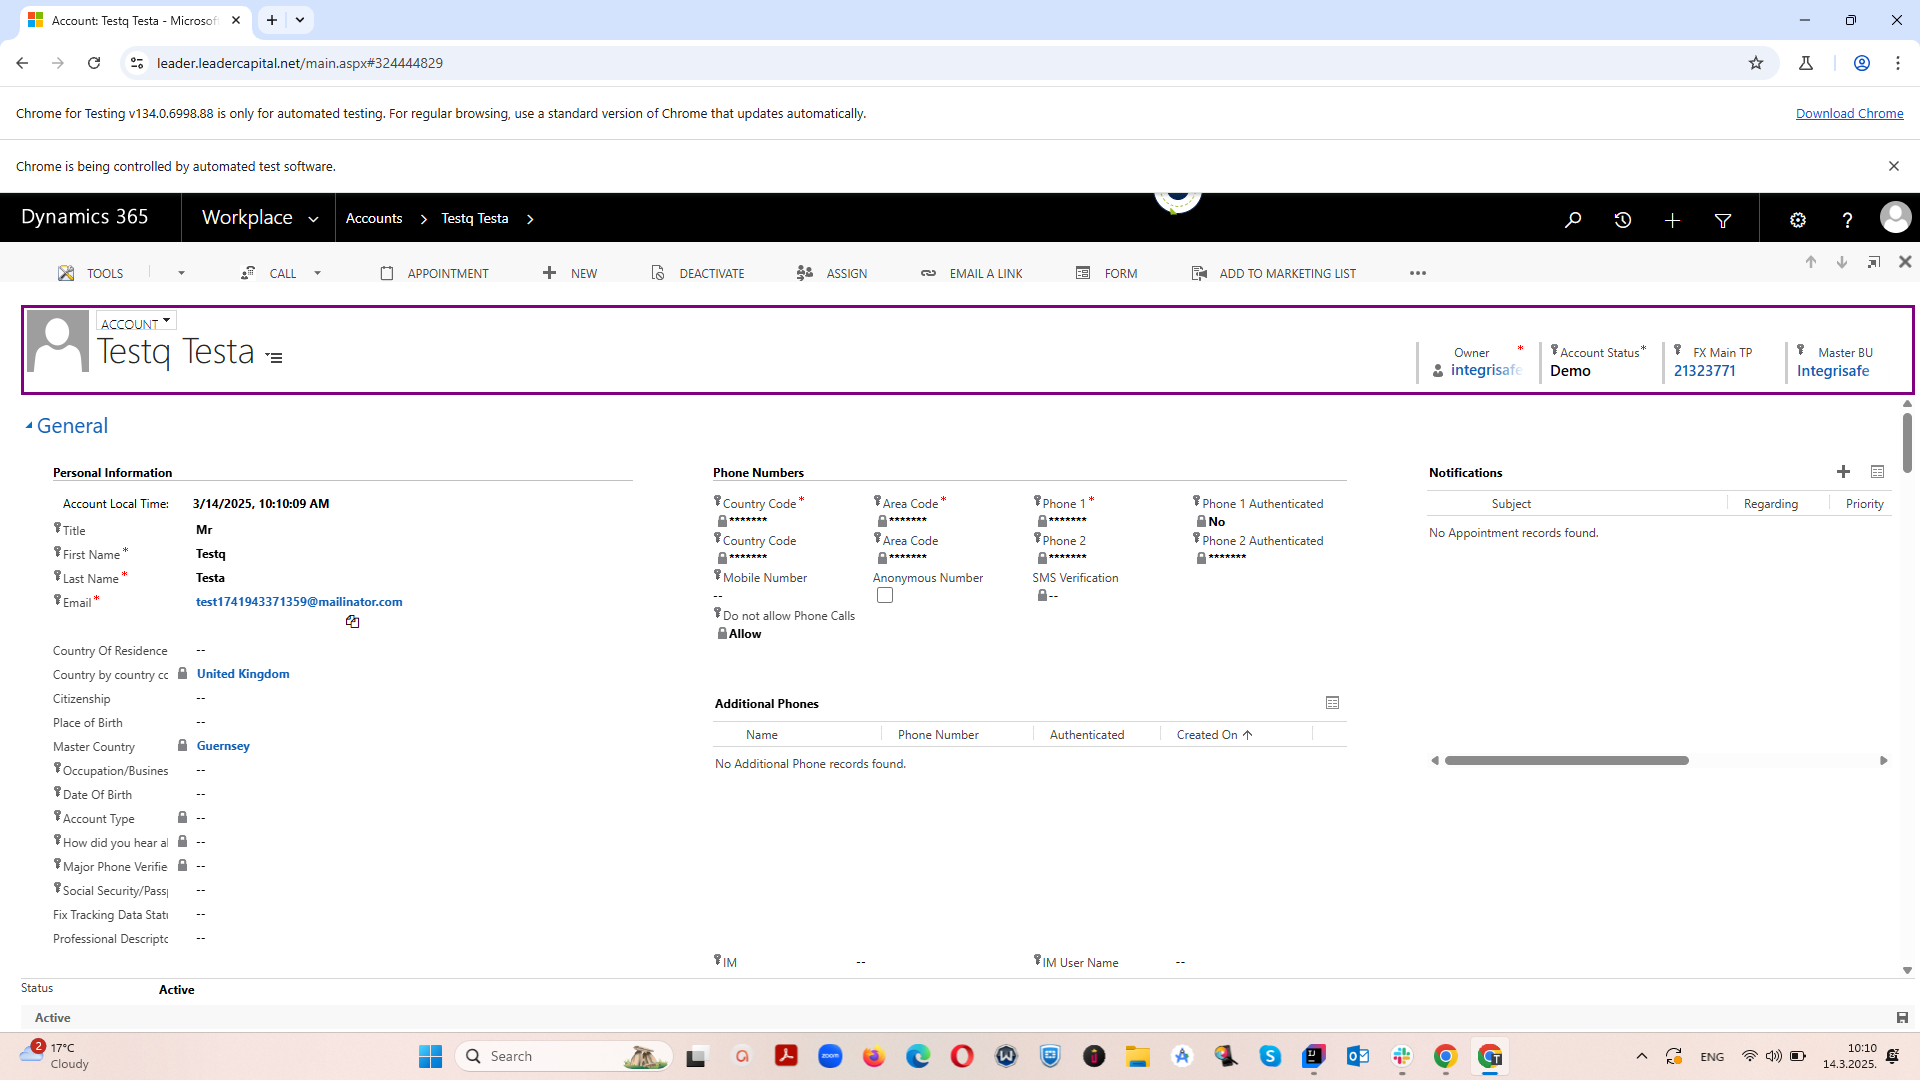 Account: Testq Testa - Microsof
leader.leadercapital.net/main.aspx#324444829
Chrome for Testing v134.0.6998.88 is only for automated testing. For regular browsing, use a standard version of Chrome that updates automatically.
Download Chrome
Chrome is being controlled by automated test software.
Dynamics 365
Workplace
Accounts
Testq Testa
TOOLS
CALL
APPOINTMENT
NEW
DEACTIVATE
ASSIGN
EMAIL A LINK
FORM
ADD TO MARKETING LIST
ACCOUNT
Testq Testa
Owner *
integrisafe
Account Status *
Demo
FX Main TP
21323771
Master BU
Integrisafe
General
Personal Information
Account Local Time: 3/14/2025, 10:10:09 AM
Title Mr
First Name * Testq
Last Name * Testa
Email * test1741943371359@mailinator.com
Country Of Residence --
Country by country cc United Kingdom
Citizenship --
Place of Birth --
Master Country Guernsey
Occupation/Busines --
Date Of Birth --
Account Type --
How did you hear a --
Major Phone Verifie --
Social Security/Pass --
Fix Tracking Data Stat --
Professional Descripto --
Phone Numbers
Country Code * Area Code * Phone 1 * Phone 1 Authenticated
******* ******* ******* No
Country Code Area Code Phone 2 Phone 2 Authenticated
******* ******* ******* *******
Mobile Number Anonymous Number SMS Verification
-- --
Do not allow Phone Calls
Allow
Additional Phones
Name Phone Number Authenticated Created On
No Additional Phone records found.
IM -- IM User Name --
Notifications
Subject Regarding Priority
No Appointment records found.
Status Active
Active
2
17°C
Cloudy
Search
zoom
ENG
10:10
14.3.2025.